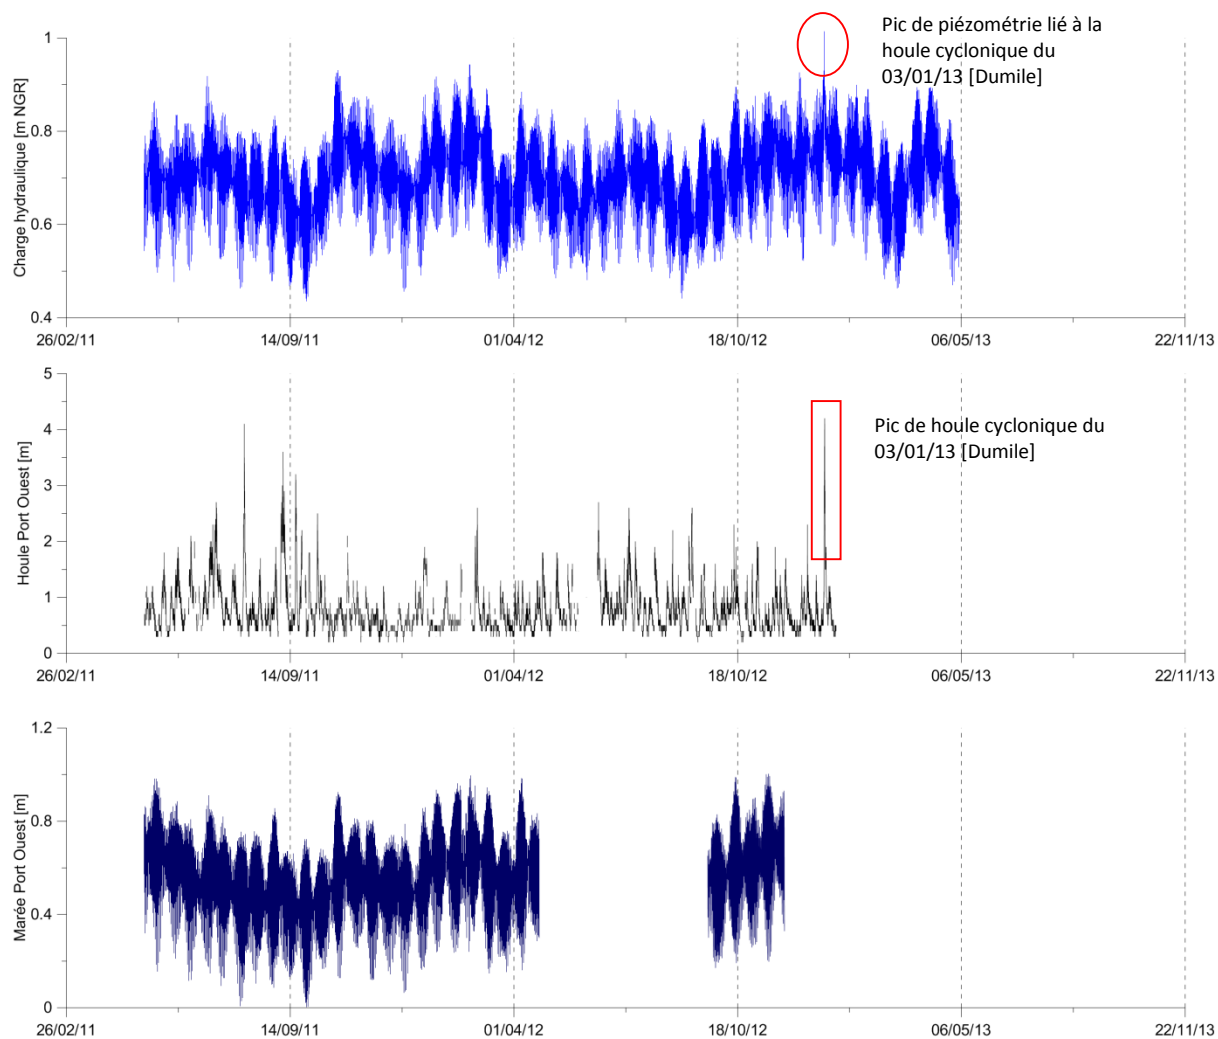 Pic de piézométrie lié à la
houle cyclonique du
03/01/13 [Dumile]
Charge hydraulique [m NGR]
1
0.8
0.6
0.4
26/02/11 14/09/11 01/04/12 18/10/12 06/05/13 22/11/13
Pic de houle cyclonique du
03/01/13 [Dumile]
Houle Port Ouest [m]
5
4
3
2
1
0
26/02/11 14/09/11 01/04/12 18/10/12 06/05/13 22/11/13
Marée Port Ouest [m]
1.2
0.8
0.4
0
26/02/11 14/09/11 01/04/12 18/10/12 06/05/13 22/11/13